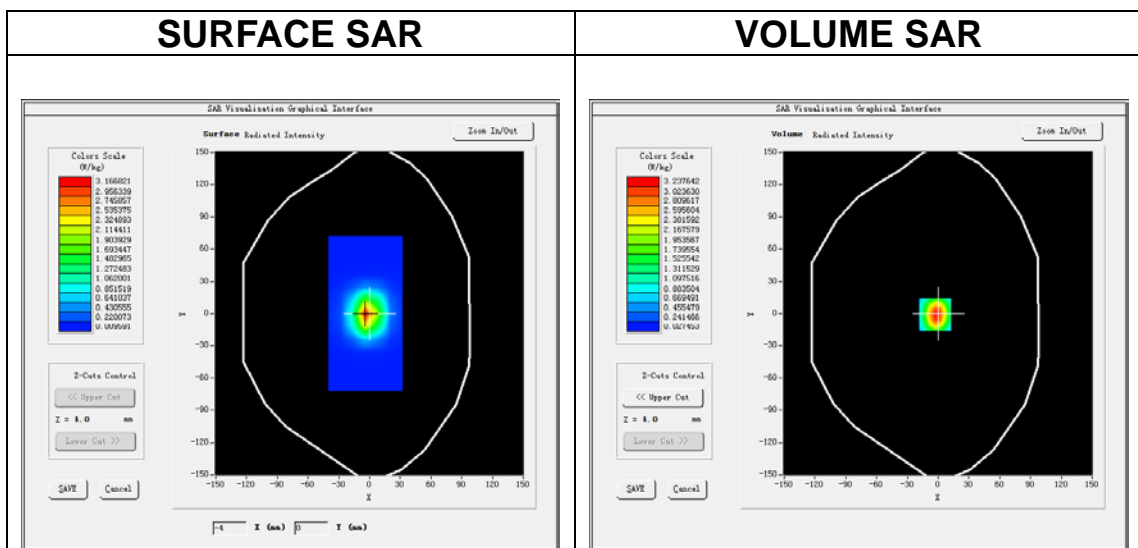 SURFACE SAR
VOLUME SAR
SAR Visualisation Graphical Interface
Surface Radiated Intensity
Zoom In/Out
Colors Scale
(W/kg)
3.166821
2.956339
2.745857
2.535375
2.324893
2.114411
1.903929
1.693447
1.482965
1.272483
1.062001
0.851519
0.641037
0.430555
0.220073
0.009591
Z-Cuts Control
<< Upper Cut
Z = 4.0 mm
Lower Cut >>
SAVE
Cancel
150
120
90
60
30
0
-30
-60
-90
-120
-150
Y
-150 -120 -90 -60 -30 0 30 60 90 120 150
X
-4 X (mm) 0 Y (mm)
SAR Visualisation Graphical Interface
Volume Radiated Intensity
Zoom In/Out
Colors Scale
(W/kg)
3.237642
3.023630
2.809617
2.595604
2.381592
2.167579
1.953567
1.739554
1.525542
1.311529
1.097516
0.883504
0.669491
0.455479
0.241466
0.027453
Z-Cuts Control
<< Upper Cut
Z = 4.0 mm
Lower Cut >>
SAVE
Cancel
150
120
90
60
30
0
-30
-60
-90
-120
-150
Y
-150 -120 -90 -60 -30 0 30 60 90 120 150
X